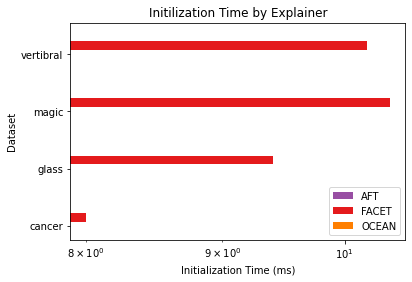 Initilization Time by Explainer
Dataset
vertibral
magic
glass
cancer
AFT
FACET
OCEAN
8 × 10⁰
9 × 10⁰
10¹
Initialization Time (ms)